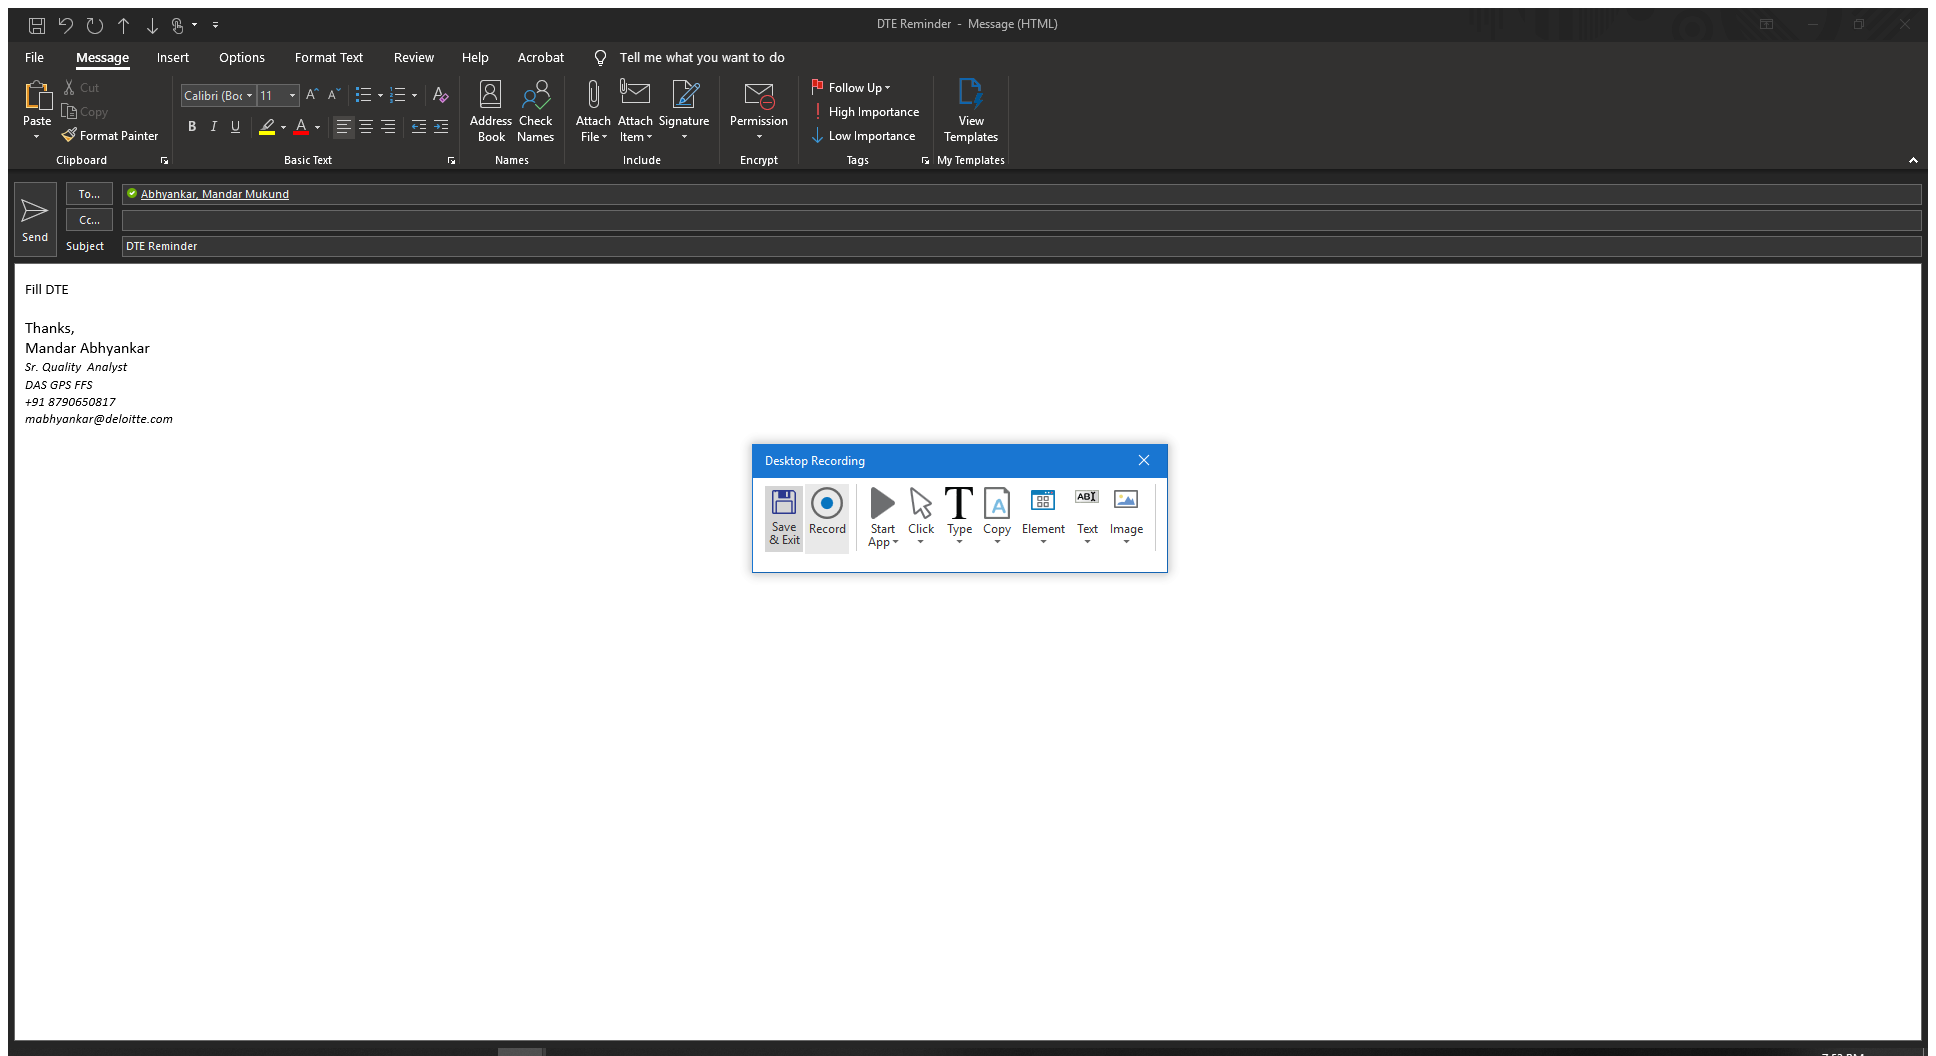 DTE Reminder - Message (HTML)
File Message Insert Options Format Text Review Help Acrobat Tell me what you want to do
Paste
Cut
Copy
Format Painter
Clipboard
Calibri (Boc 11
B I U
Basic Text
Address Book
Check Names
Names
Attach File
Attach Item
Signature
Include
Permission
Encrypt
Follow Up
High Importance
Low Importance
Tags
View Templates
My Templates
Send
To... Abhyankar, Mandar Mukund
Cc...
Subject DTE Reminder
Fill DTE
Thanks,
Mandar Abhyankar
Sr. Quality Analyst
DAS GPS FFS
+91 8790650817
mabhyankar@deloitte.com
Desktop Recording
Save & Exit
Record
Start App
Click
Type
Copy
Element
Text
Image